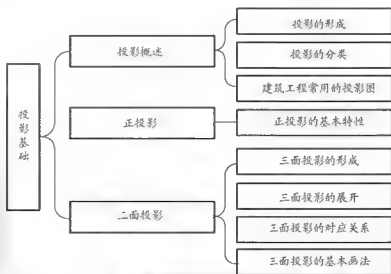 投影基础
投影概述
投影的形成
投影的分类
建筑工程常用的投影图
正投影
正投影的基本特性
二面投影
三面投影的形成
三面投影的展开
三面投影的对应关系
三面投影的基本画法